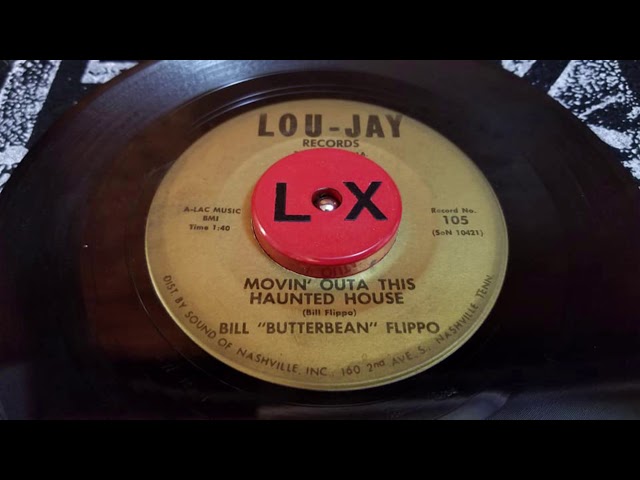 LOU-JAY
RECORDS
L X
A-LAC MUSIC
BMI
Time 1:40
Record No.
105
(SoN 10421)
MOVIN' OUTA THIS
HAUNTED HOUSE
(Bill Flippo)
BILL "BUTTERBEAN" FLIPPO
DIST BY SOUND OF NASHVILLE, INC. 160 2nd AVE. S., NASHVILLE, TENN.